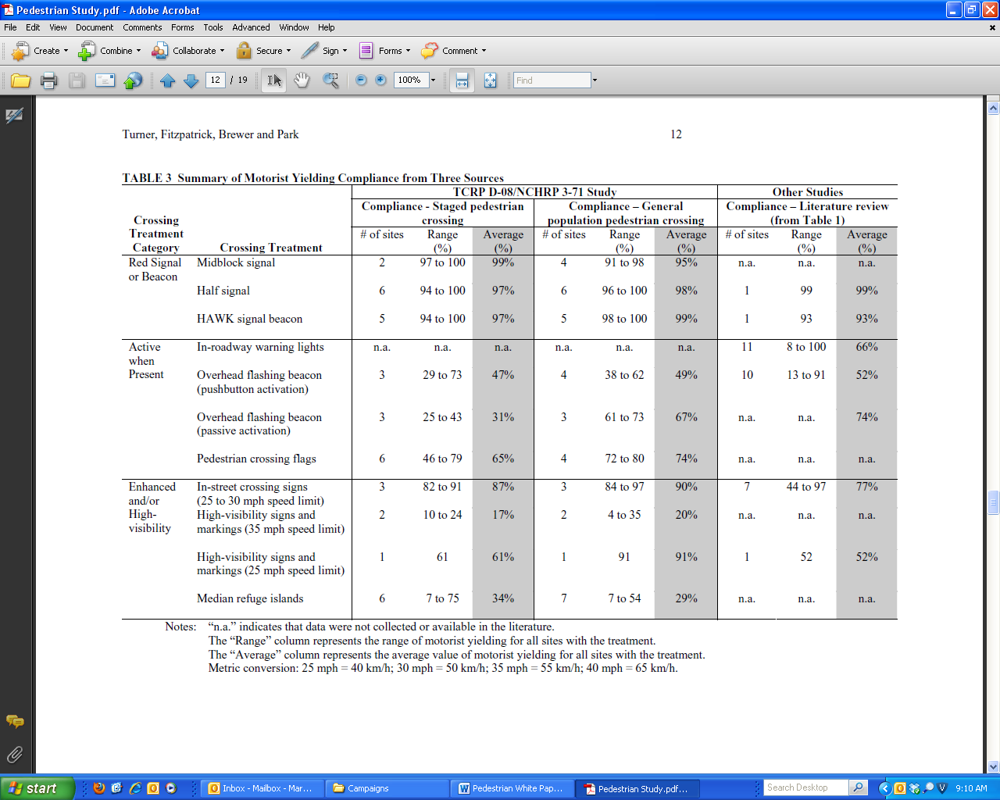 Pedestrian Study.pdf - Adobe Acrobat
File Edit View Document Comments Forms Tools Advanced Window Help
Create Combine Collaborate Secure Sign Forms Comment
12 / 19 100% Find
Turner, Fitzpatrick, Brewer and Park 12
TABLE 3 Summary of Motorist Yielding Compliance from Three Sources
TCRP D-08/NCHRP 3-71 Study Other Studies
Crossing Treatment Category Crossing Treatment Compliance - Staged pedestrian crossing Compliance – General population pedestrian crossing Compliance – Literature review (from Table 1)
# of sites Range (%) Average (%) # of sites Range (%) Average (%) # of sites Range (%) Average (%)
Red Signal Midblock signal 2 97 to 100 99% 4 91 to 98 95% n.a. n.a. n.a.
or Beacon
Half signal 6 94 to 100 97% 6 96 to 100 98% 1 99 99%
HAWK signal beacon 5 94 to 100 97% 5 98 to 100 99% 1 93 93%
Active In-roadway warning lights n.a. n.a. n.a. n.a. n.a. n.a. 11 8 to 100 66%
when
Present Overhead flashing beacon 3 29 to 73 47% 4 38 to 62 49% 10 13 to 91 52%
(pushbutton activation)
Overhead flashing beacon 3 25 to 43 31% 3 61 to 73 67% n.a. n.a. 74%
(passive activation)
Pedestrian crossing flags 6 46 to 79 65% 4 72 to 80 74% n.a. n.a. n.a.
Enhanced In-street crossing signs 3 82 to 91 87% 3 84 to 97 90% 7 44 to 97 77%
and/or (25 to 30 mph speed limit)
High- High-visibility signs and 2 10 to 24 17% 2 4 to 35 20% n.a. n.a. n.a.
visibility markings (35 mph speed limit)
High-visibility signs and 1 61 61% 1 91 91% 1 52 52%
markings (25 mph speed limit)
Median refuge islands 6 7 to 75 34% 7 7 to 54 29% n.a. n.a. n.a.
Notes: “n.a.” indicates that data were not collected or available in the literature.
The “Range” column represents the range of motorist yielding for all sites with the treatment.
The “Average” column represents the average value of motorist yielding for all sites with the treatment.
Metric conversion: 25 mph = 40 km/h; 30 mph = 50 km/h; 35 mph = 55 km/h; 40 mph = 65 km/h.
start Inbox - Mailbox - Mar... Campaigns Pedestrian White Pap... Pedestrian Study.pdf... Search Desktop 9:10 AM